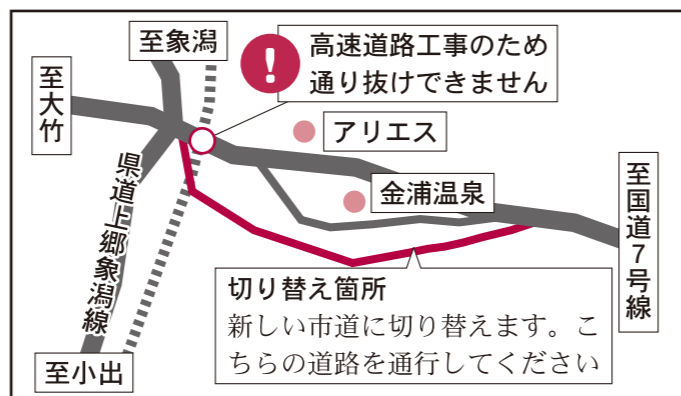 至象潟
!
高速道路工事のため
通り抜けできません
至大竹
アリエス
県道上郷象潟線
金浦温泉
至国道7号線
切り替え箇所
新しい市道に切り替えます。こ
ちらの道路を通行してください
至小出